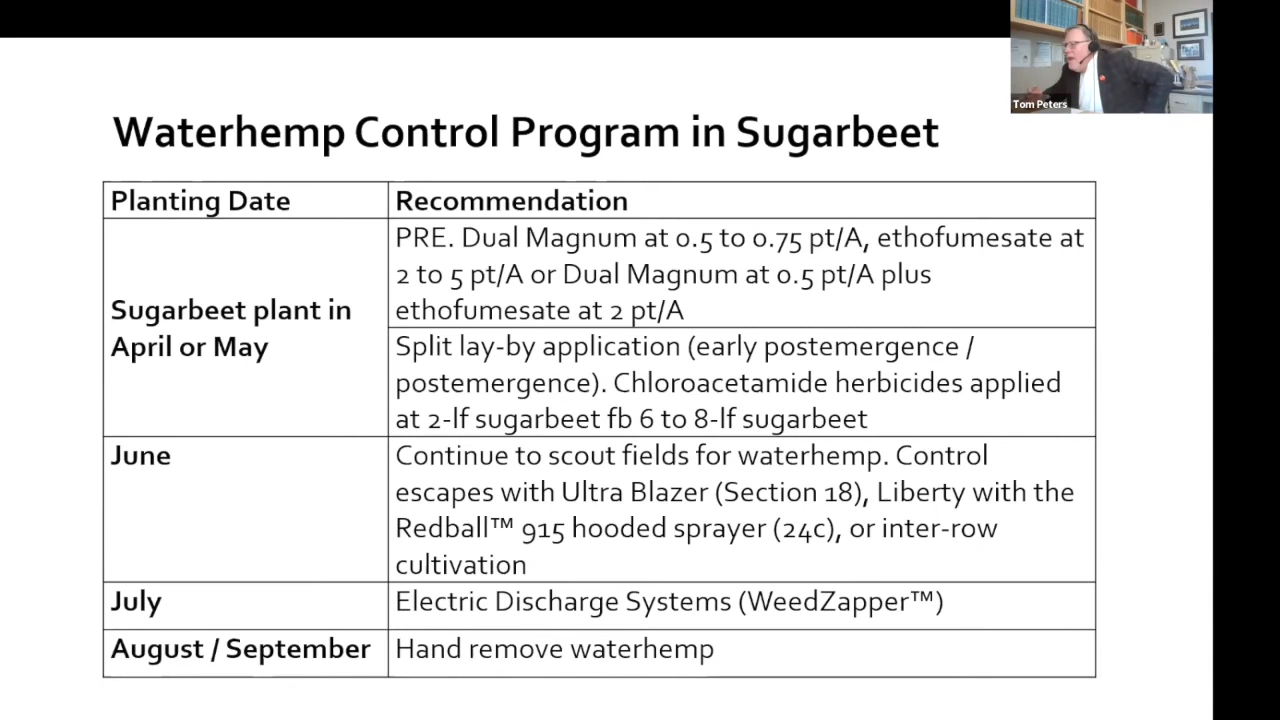 Tom Peters
Waterhemp Control Program in Sugarbeet
Planting Date
Recommendation
Sugarbeet plant in
April or May
PRE. Dual Magnum at 0.5 to 0.75 pt/A, ethofumesate at
2 to 5 pt/A or Dual Magnum at 0.5 pt/A plus
ethofumesate at 2 pt/A
Split lay-by application (early postemergence /
postemergence). Chloroacetamide herbicides applied
at 2-lf sugarbeet fb 6 to 8-lf sugarbeet
June
Continue to scout fields for waterhemp. Control
escapes with Ultra Blazer (Section 18), Liberty with the
Redball™ 915 hooded sprayer (24c), or inter-row
cultivation
July
Electric Discharge Systems (WeedZapper™)
August / September
Hand remove waterhemp